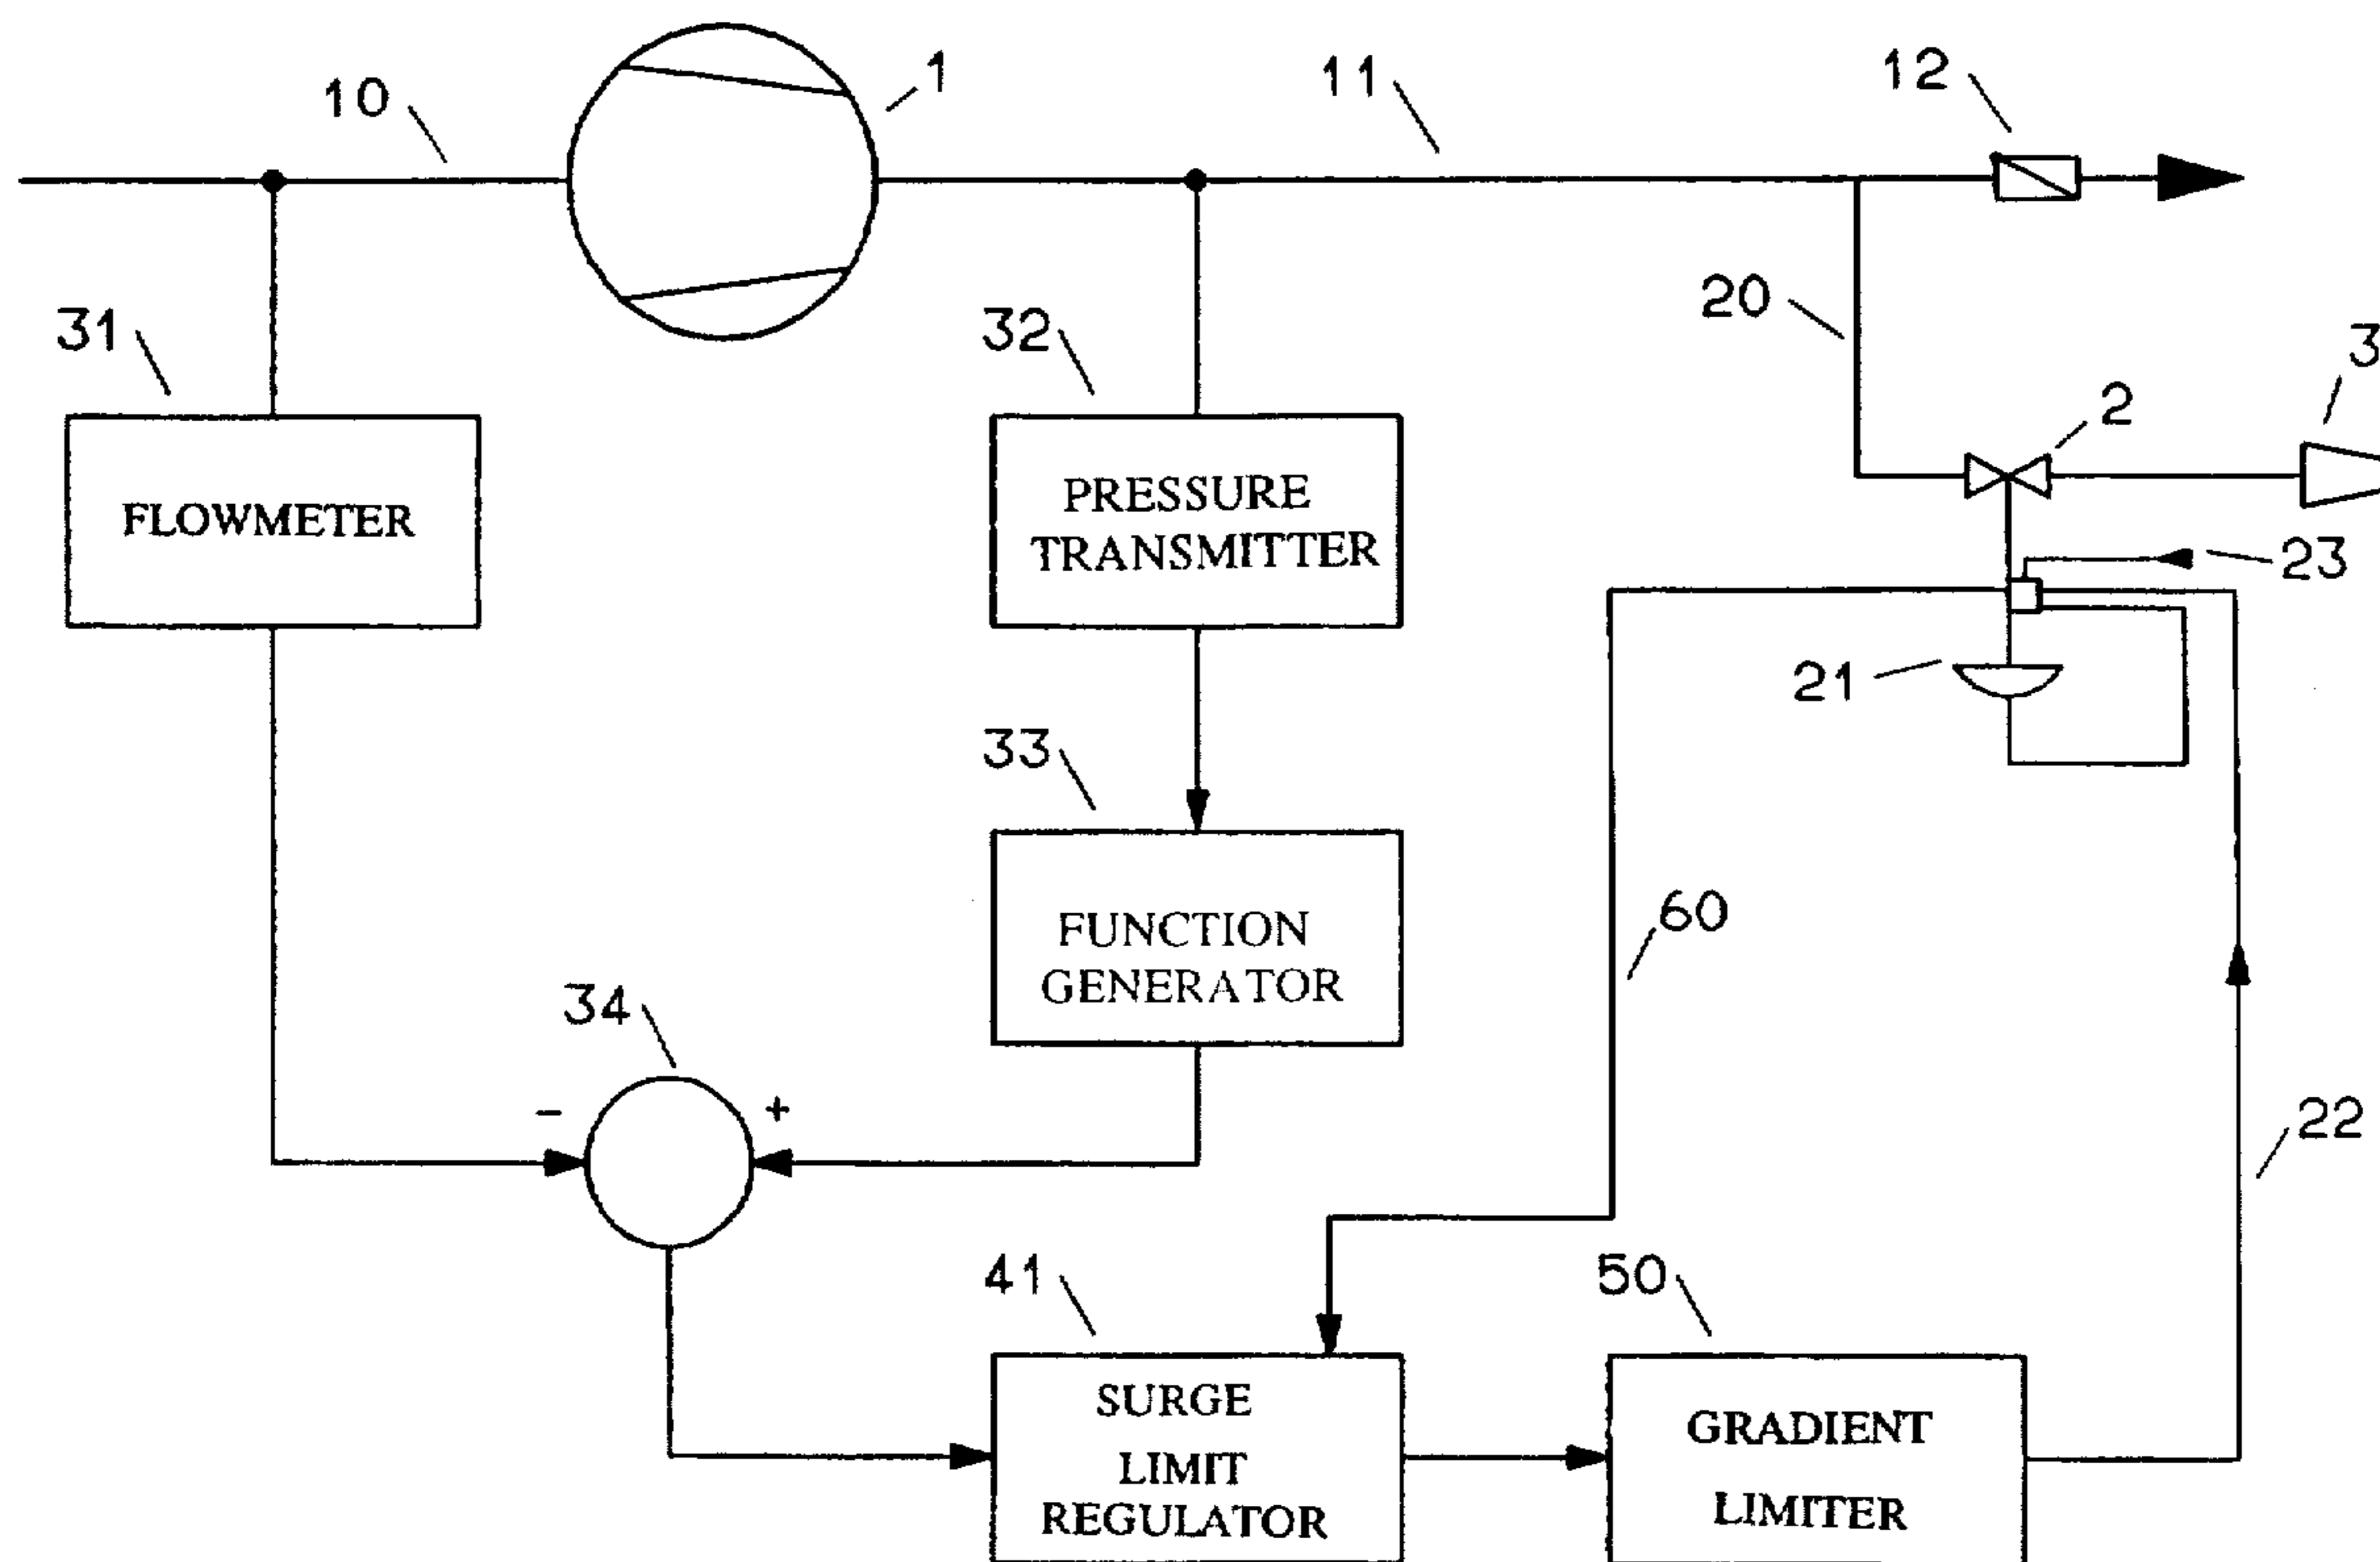 1
10
11
12
31
32
20
3
2
FLOWMETER
PRESSURE
TRANSMITTER
23
21
33
60
FUNCTION
GENERATOR
34
- +
22
41
50
SURGE
LIMIT
REGULATOR
GRADIENT
LIMITER